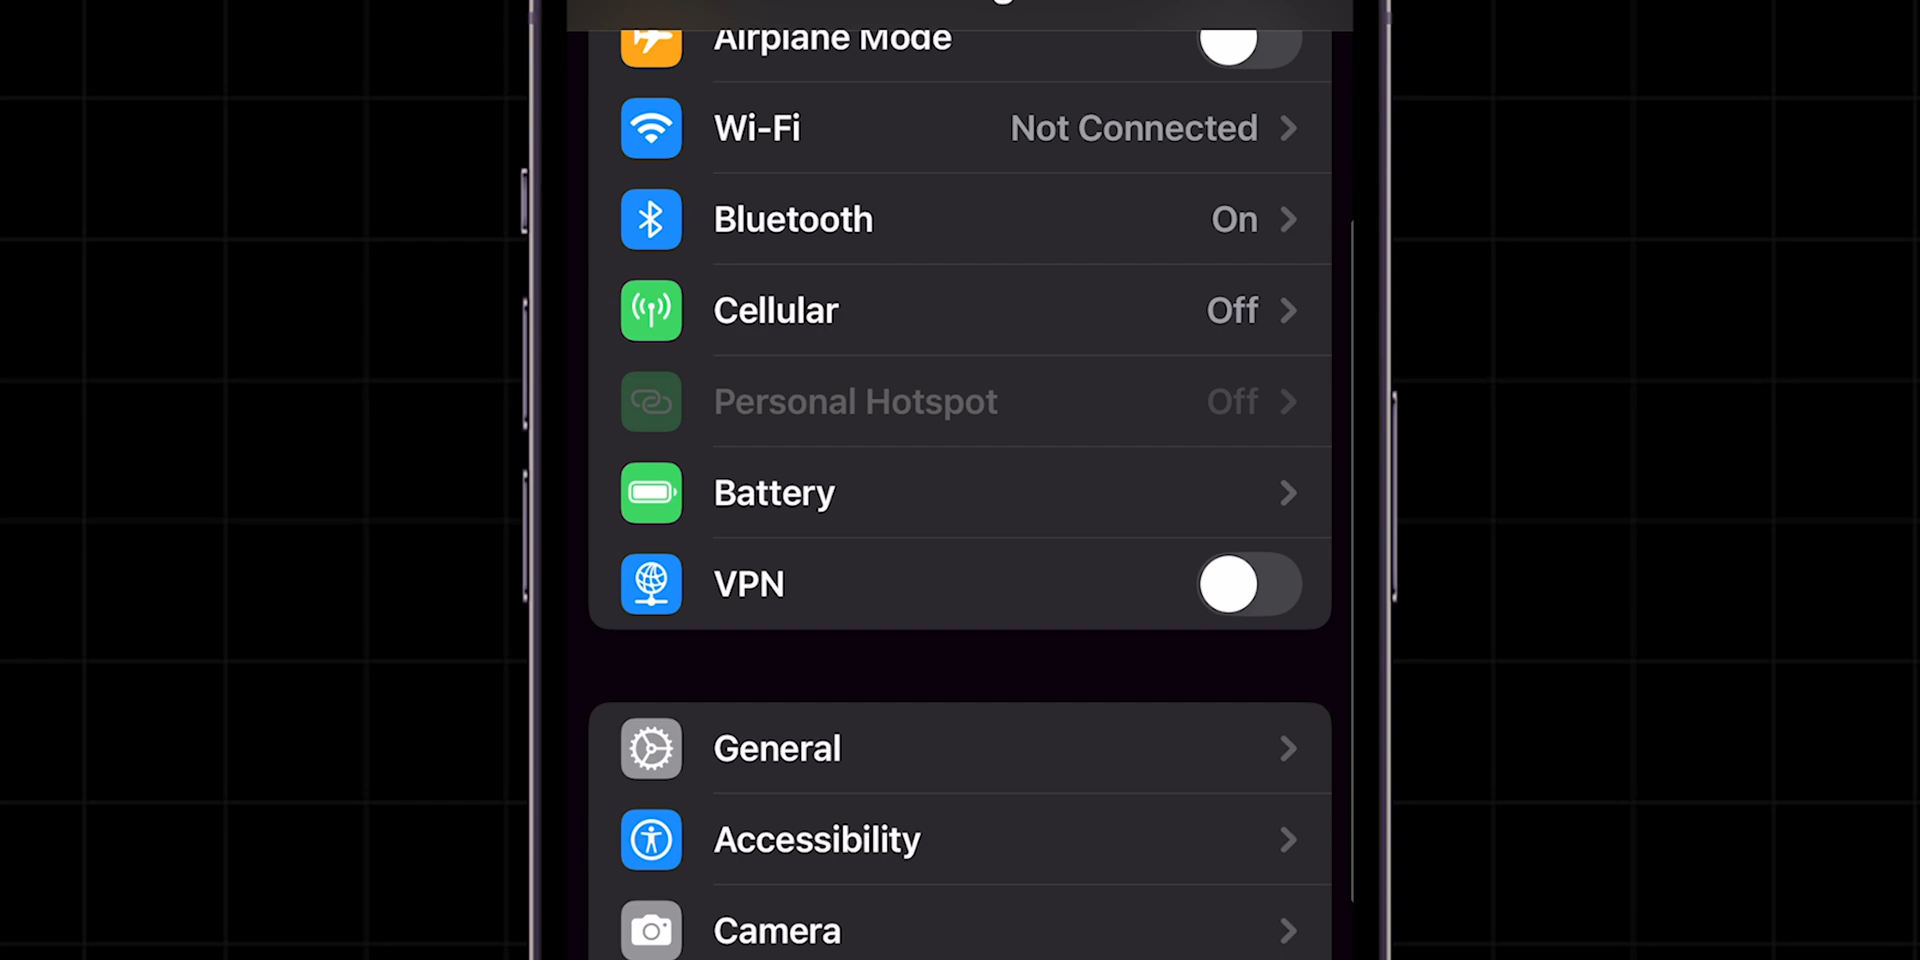 Airplane Mode
Wi-Fi Not Connected
Bluetooth On
Cellular Off
Personal Hotspot Off
Battery
VPN
General
Accessibility
Camera